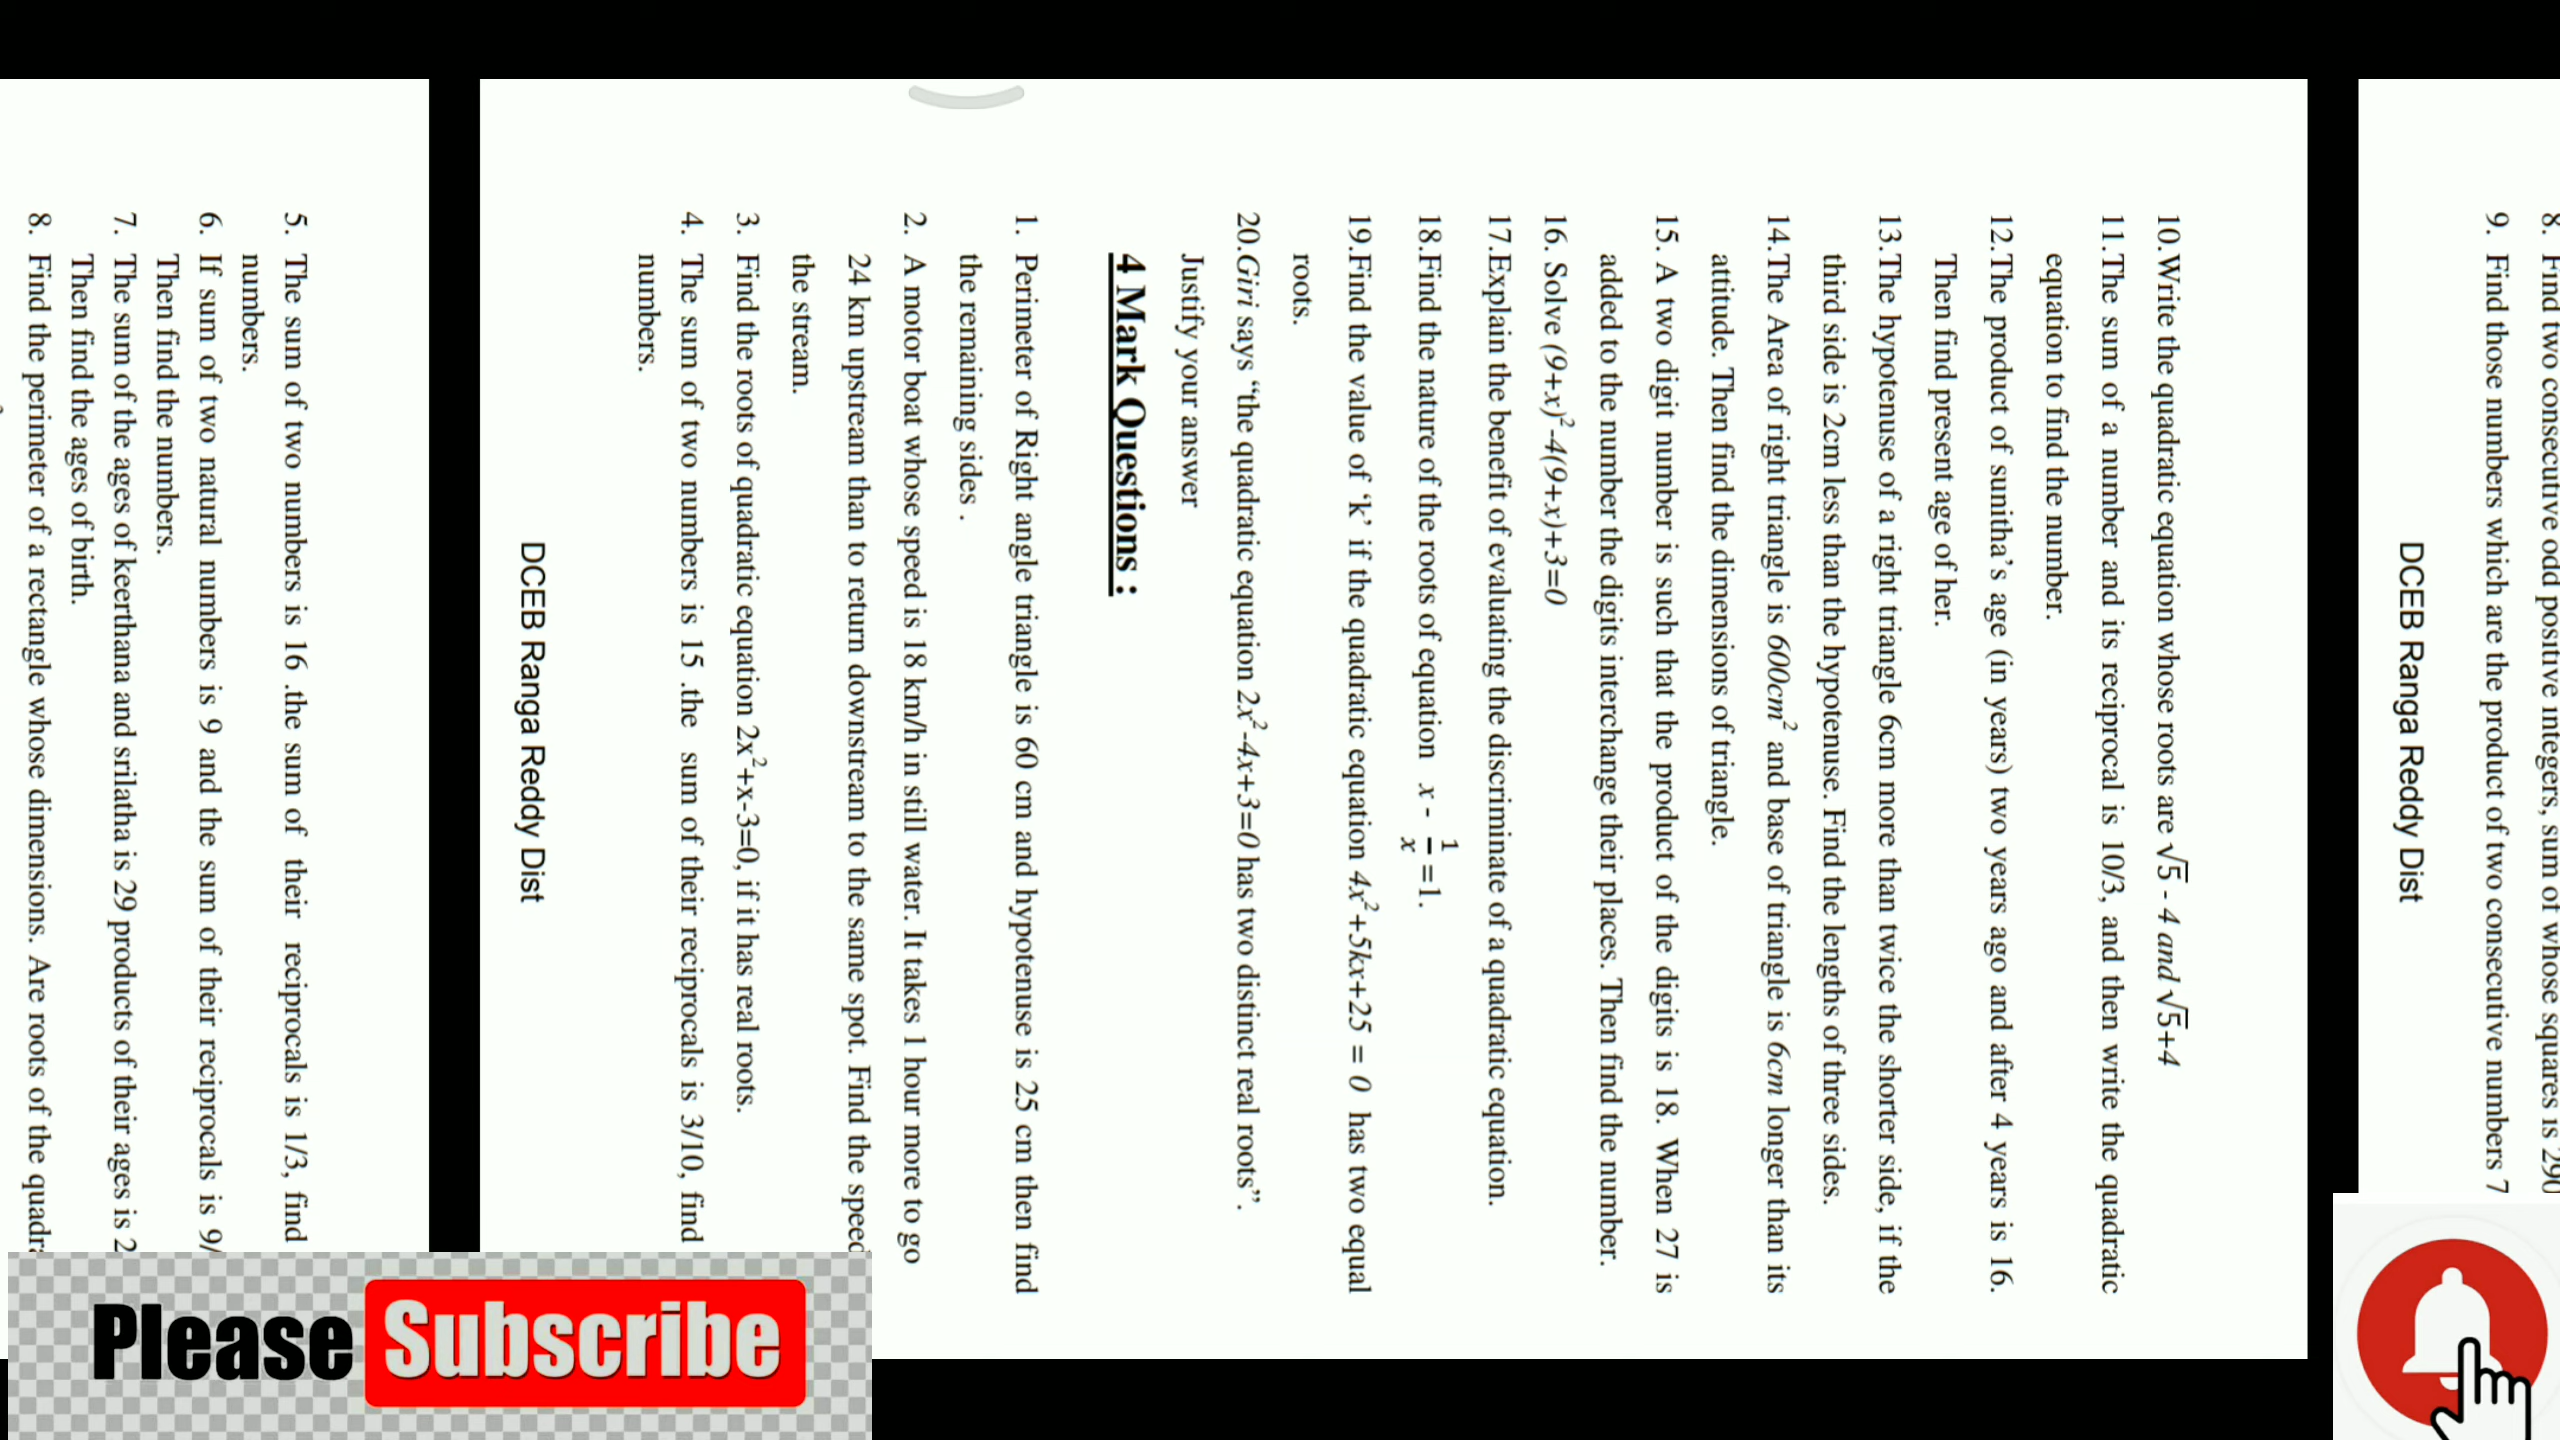 8. Find two consecutive odd positive integers, sum of whose squares is 290
9. Find those numbers which are the product of two consecutive numbers 7
DCEB Ranga Reddy Dist
10.Write the quadratic equation whose roots are √5 - 4 and √5+4
11.The sum of a number and its reciprocal is 10/3, and then write the quadratic
equation to find the number.
12.The product of sunitha's age (in years) two years ago and after 4 years is 16.
Then find present age of her.
13.The hypotenuse of a right triangle 6cm more than twice the shorter side, if the
third side is 2cm less than the hypotenuse. Find the lengths of three sides.
14.The Area of right triangle is 600cm² and base of triangle is 6cm longer than its
attitude. Then find the dimensions of triangle.
15. A two digit number is such that the product of the digits is 18. When 27 is
added to the number the digits interchange their places. Then find the number.
16. Solve (9+x)²-4(9+x)+3=0
17.Explain the benefit of evaluating the discriminate of a quadratic equation.
18.Find the nature of the roots of equation x - 1/x =1.
19.Find the value of 'k' if the quadratic equation 4x²+5kx+25 = 0 has two equal
roots.
20.Giri says "the quadratic equation 2x²-4x+3=0 has two distinct real roots".
Justify your answer
4 Mark Questions :
1. Perimeter of Right angle triangle is 60 cm and hypotenuse is 25 cm then find
the remaining sides .
2. A motor boat whose speed is 18 km/h in still water. It takes 1 hour more to go
24 km upstream than to return downstream to the same spot. Find the speed
the stream.
3. Find the roots of quadratic equation 2x²+x-3=0, if it has real roots.
4. The sum of two numbers is 15 .the sum of their reciprocals is 3/10, find
numbers.
DCEB Ranga Reddy Dist
5. The sum of two numbers is 16 .the sum of their reciprocals is 1/3, find
numbers.
6. If sum of two natural numbers is 9 and the sum of their reciprocals is 9/
Then find the numbers.
7. The sum of the ages of keerthana and srilatha is 29 products of their ages is 2
Then find the ages of birth.
8. Find the perimeter of a rectangle whose dimensions. Are roots of the quadra
Please Subscribe